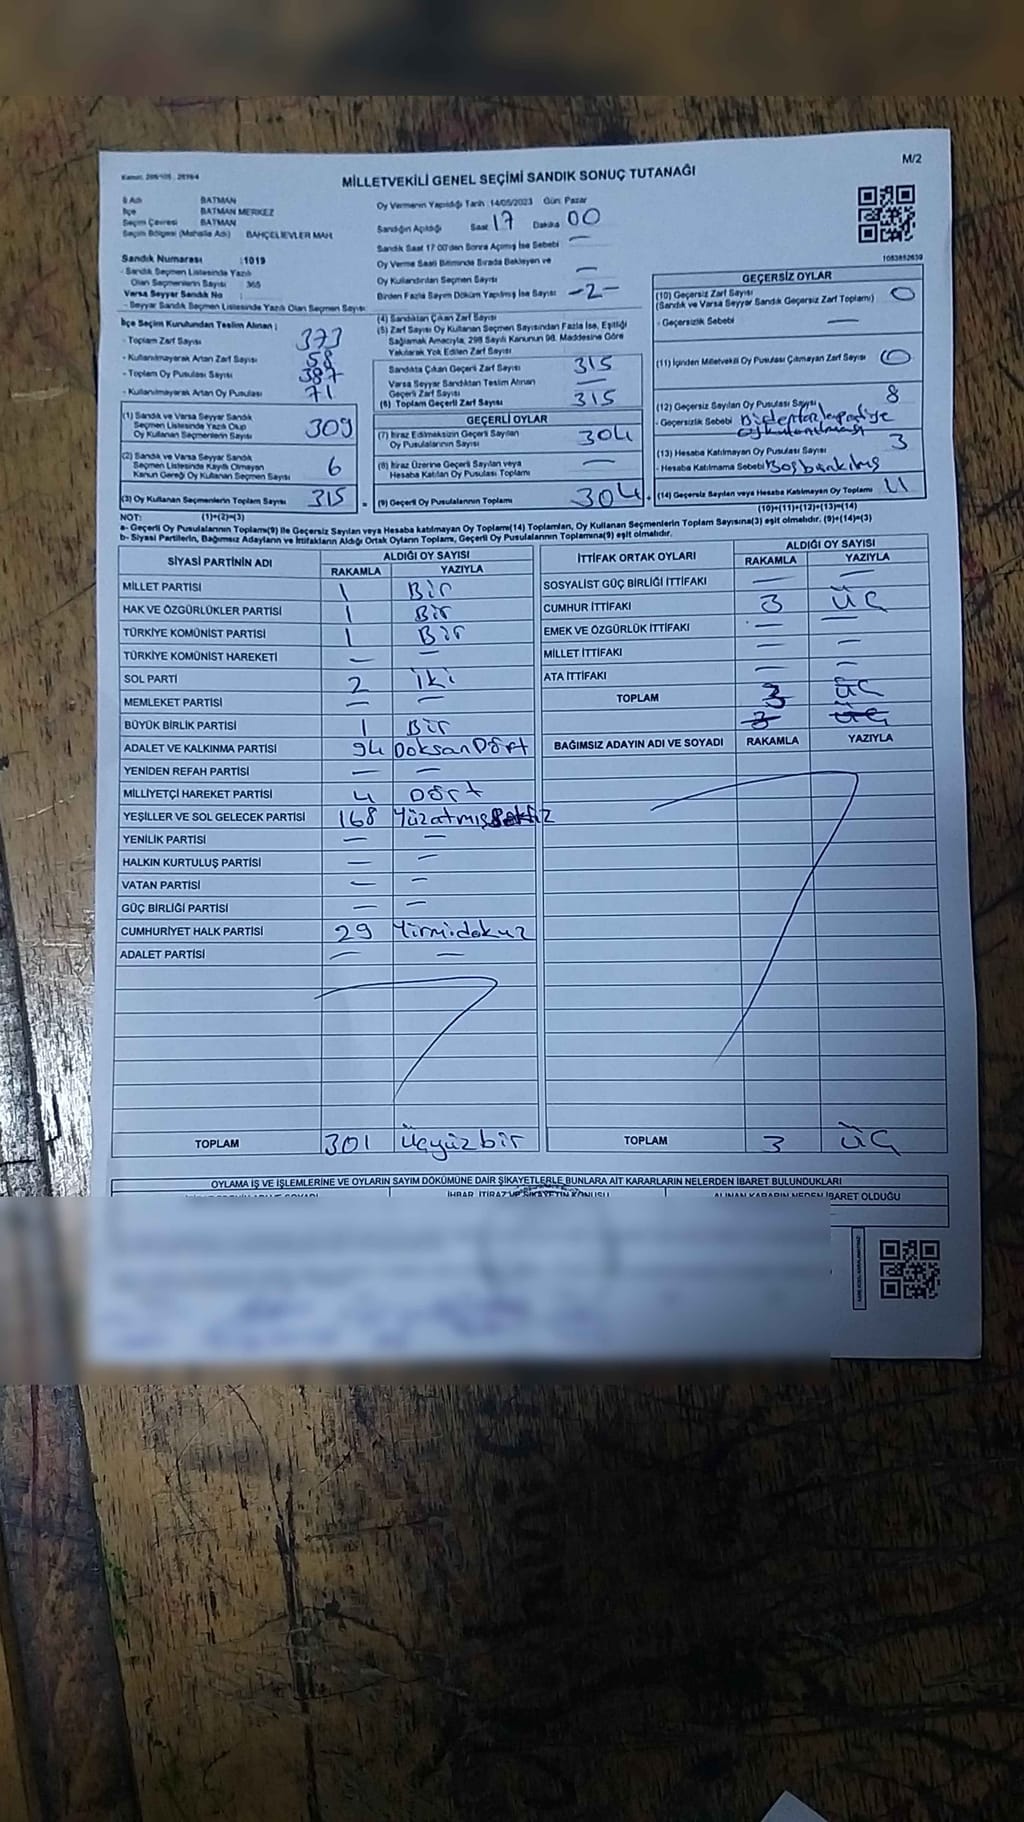 M/2
MİLLETVEKİLİ GENEL SEÇİMİ SANDIK SONUÇ TUTANAĞI
İl Adı BATMAN
İlçe BATMAN MERKEZ
Seçim Çevresi BATMAN
Seçim Bölgesi (Mahalle Adı) BAHÇELİEVLER MAH.
Sandık Numarası :1019
- Sandık Seçmen Listesinde Yazılı
Olan Seçmenlerin Sayısı 365
Varsa Seyyar Sandık No :
- Seyyar Sandık Seçmen Listesinde Yazılı Olan Seçmen Sayısı:
Oy Vermenin Yapıldığı Tarih :14/05/2023 Gün: Pazar
Sandığın Açıldığı Saat 17 Dakika 00
Sandık Saat 17:00'den Sonra Açımış İse Sebebi —
Oy Verme Saati Bitiminde Sırada Bekleyen ve
Oy Kullandırılan Seçmen Sayısı —
Birden Fazla Sayım Döküm Yapılmış İse Sayısı -2-
1083852639
İlçe Seçim Kurulundan Teslim Alınan :
- Toplam Zarf Sayısı 373
- Kullanılmayarak Artan Zarf Sayısı 58
- Toplam Oy Pusulası Sayısı 387
- Kullanılmayarak Artan Oy Pusulası 71
(1) Sandık ve Varsa Seyyar Sandık
Seçmen Listesinde Yazılı Olup
Oy Kullanan Seçmenlerin Sayısı 309
(2) Sandık ve Varsa Seyyar Sandık
Seçmen Listesinde Kayıtlı Olmayan
Kanun Gereği Oy Kullanan Seçmen Sayısı 6
(3) Oy Kullanan Seçmenlerin Toplam Sayısı 315
(4) Sandıktan Çıkan Zarf Sayısı
(5) Zarf Sayısı Oy Kullanan Seçmen Sayısından Fazla İse, Eşitliği
Sağlamak Amacıyla, 298 Sayılı Kanunun 98. Maddesine Göre
Yakılarak Yok Edilen Zarf Sayısı
Sandıkta Çıkan Geçerli Zarf Sayısı 315
Varsa Seyyar Sandıktan Teslim Alınan
Geçerli Zarf Sayısı —
(6) Toplam Geçerli Zarf Sayısı 315
GEÇERLİ OYLAR
(7) İtiraz Edilmeksizin Geçerli Sayılan
Oy Pusulalarının Sayısı 304
(8) İtiraz Üzerine Geçerli Sayılan veya
Hesaba Katılan Oy Pusulası Toplamı —
(9) Geçerli Oy Pusulalarının Toplamı 304
GEÇERSİZ OYLAR
(10) Geçersiz Zarf Sayısı
(Sandık ve Varsa Seyyar Sandık Geçersiz Zarf Toplamı) 0
- Geçersizlik Sebebi —
(11) İçinden Milletvekili Oy Pusulası Çıkmayan Zarf Sayısı 0
(12) Geçersiz Sayılan Oy Pusulası Sayısı 8
- Geçersizlik Sebebi Birden fazla partiye
oy kullanılması
(13) Hesaba Katılmayan Oy Pusulası Sayısı 3
- Hesaba Katılmama Sebebi Boş bırakılmış
(14) Geçersiz Sayılan veya Hesaba Katılmayan Oy Toplamı 11
NOT: (1)+(2)=(3)
(10)+(11)+(12)+(13)=(14)
a- Geçerli Oy Pusulalarının Toplamı(9) ile Geçersiz Sayılan veya Hesaba katılmayan Oy Toplamı(14) Toplamları, Oy Kullanan Seçmenlerin Toplam Sayısına(3) eşit olmalıdır. (9)+(14)=(3)
b- Siyasi Partilerin, Bağımsız Adayların ve İttifakların Aldığı Ortak Oyların Toplamı, Geçerli Oy Pusulalarının Toplamına(9) eşit olmalıdır.
SİYASİ PARTİNİN ADI ALDIĞI OY SAYISI
RAKAMLA YAZIYLA
MİLLET PARTİSİ 1 Bir
HAK VE ÖZGÜRLÜKLER PARTİSİ 1 Bir
TÜRKİYE KOMÜNİST PARTİSİ 1 Bir
TÜRKİYE KOMÜNİST HAREKETİ — —
SOL PARTİ 2 iki
MEMLEKET PARTİSİ — —
BÜYÜK BİRLİK PARTİSİ 1 Bir
ADALET VE KALKINMA PARTİSİ 94 Doksan Dört
YENİDEN REFAH PARTİSİ — —
MİLLİYETÇİ HAREKET PARTİSİ 4 Dört
YEŞİLLER VE SOL GELECEK PARTİSİ 168 Yüzatmışsekiz
YENİLİK PARTİSİ — —
HALKIN KURTULUŞ PARTİSİ — —
VATAN PARTİSİ — —
GÜÇ BİRLİĞİ PARTİSİ — —
CUMHURİYET HALK PARTİSİ 29 Yirmidokuz
ADALET PARTİSİ — —
TOPLAM 301 Üçyüzbir
İTTİFAK ORTAK OYLARI ALDIĞI OY SAYISI
RAKAMLA YAZIYLA
SOSYALİST GÜÇ BİRLİĞİ İTTİFAKI — —
CUMHUR İTTİFAKI 3 ÜÇ
EMEK VE ÖZGÜRLÜK İTTİFAKI — —
MİLLET İTTİFAKI — —
ATA İTTİFAKI — —
TOPLAM 3 ÜÇ
3 ÜÇ
BAĞIMSIZ ADAYIN ADI VE SOYADI RAKAMLA YAZIYLA
TOPLAM 3 ÜÇ
OYLAMA İŞ VE İŞLEMLERİNE VE OYLARIN SAYIM DÖKÜMÜNE DAİR ŞİKAYETLERLE BUNLARA AİT KARARLARIN NELERDEN İBARET BULUNDUKLARI
İHBAR, İTİRAZ VE ŞİKAYETİN KONUSU ALINAN KARARIN NEDEN İBARET OLDUĞU